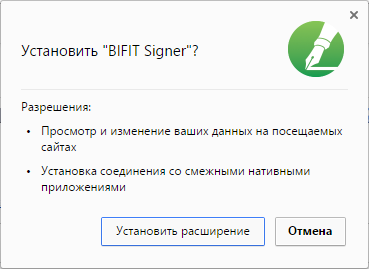 Установить "BIFIT Signer"?
Разрешения:
• Просмотр и изменение ваших данных на посещаемых
сайтах
• Установка соединения со смежными нативными
приложениями
Установить расширение
Отмена